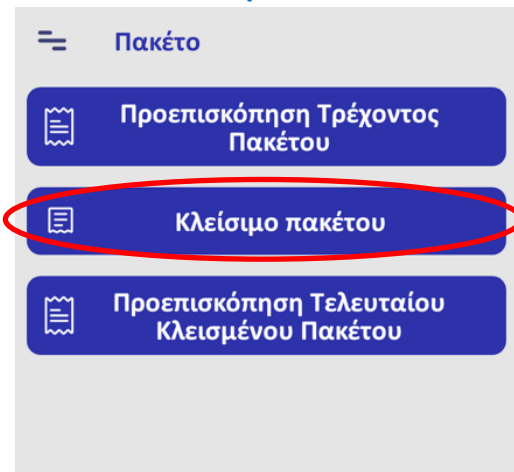 Πακέτο
Προεπισκόπηση Τρέχοντος
Πακέτου
Κλείσιμο πακέτου
Προεπισκόπηση Τελευταίου
Κλεισμένου Πακέτου